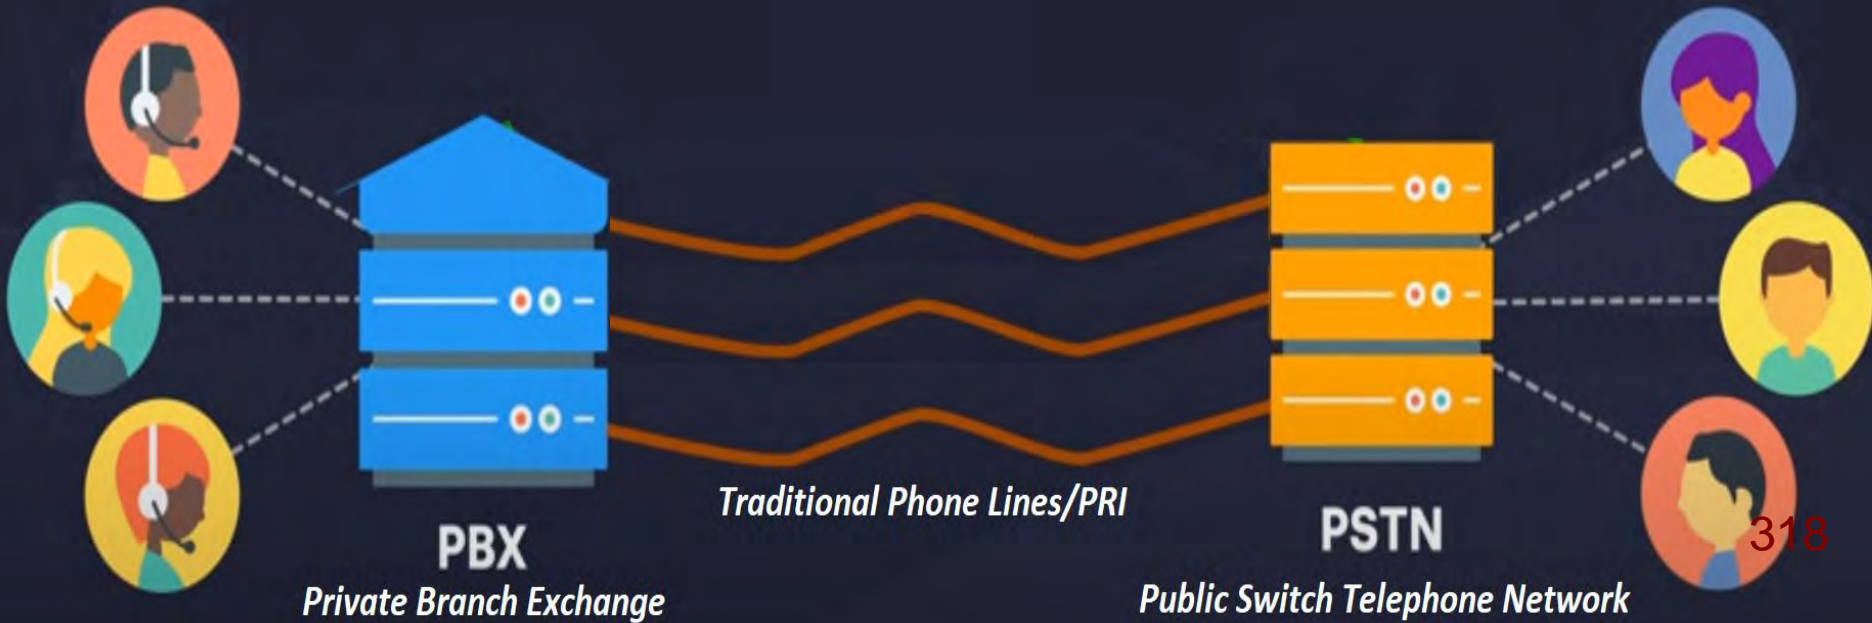 Traditional Phone Lines/PRI
PBX
Private Branch Exchange
PSTN
Public Switch Telephone Network
318